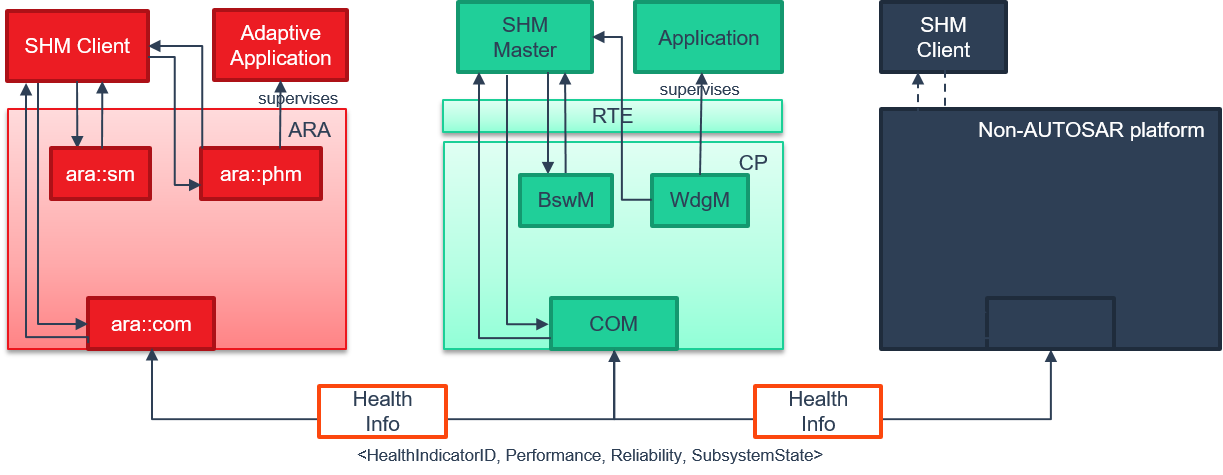 SHM Client
Adaptive
Application
supervises
ARA
ara::sm
ara::phm
ara::com
SHM
Master
Application
supervises
RTE
CP
BswM
WdgM
COM
SHM
Client
Non-AUTOSAR platform
Health
Info
Health
Info
<HealthIndicatorID, Performance, Reliability, SubsystemState>